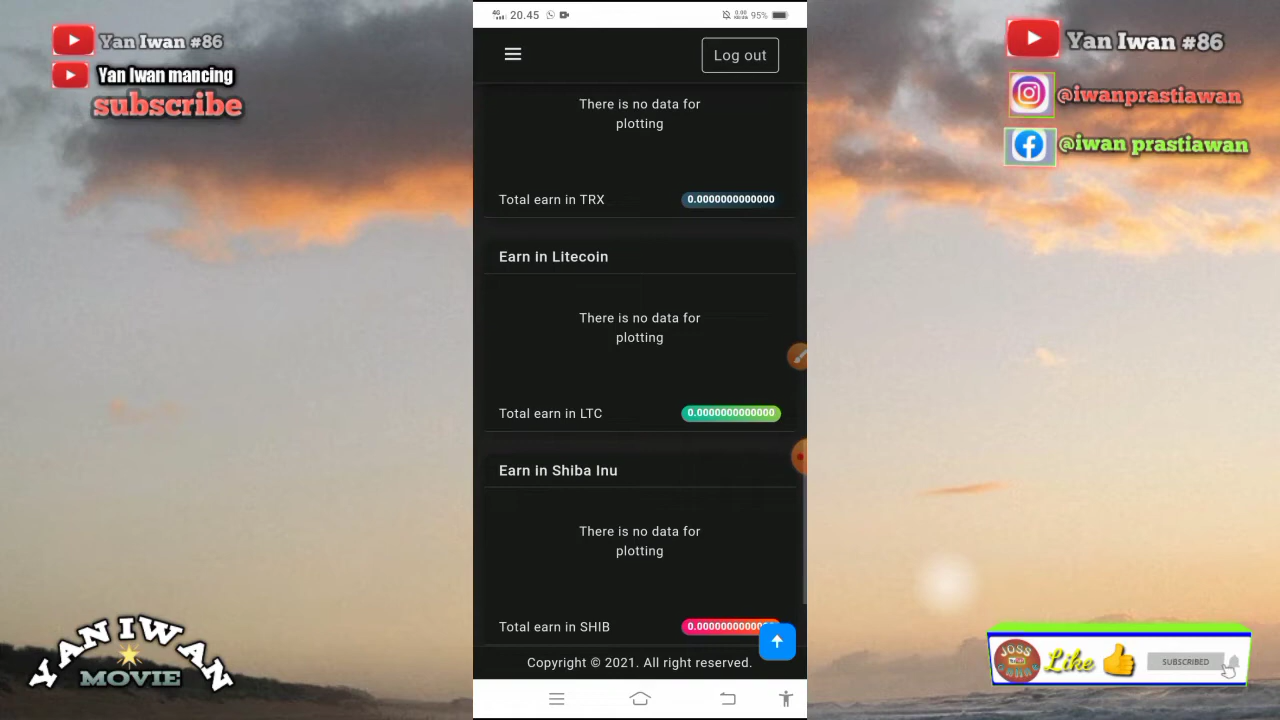 Yan Iwan #86
Yan Iwan mancing
subscribe
4G 20.45
95%
Log out
There is no data for
plotting
Total earn in TRX 0.0000000000000
Earn in Litecoin
There is no data for
plotting
Total earn in LTC 0.0000000000000
Earn in Shiba Inu
There is no data for
plotting
Total earn in SHIB
Copyright © 2021. All right reserved.
Yan Iwan #86
@iwanprastiawan
@iwan prastiawan
YAN IWAN
MOVIE
JOSS
Like
SUBSCRIBED